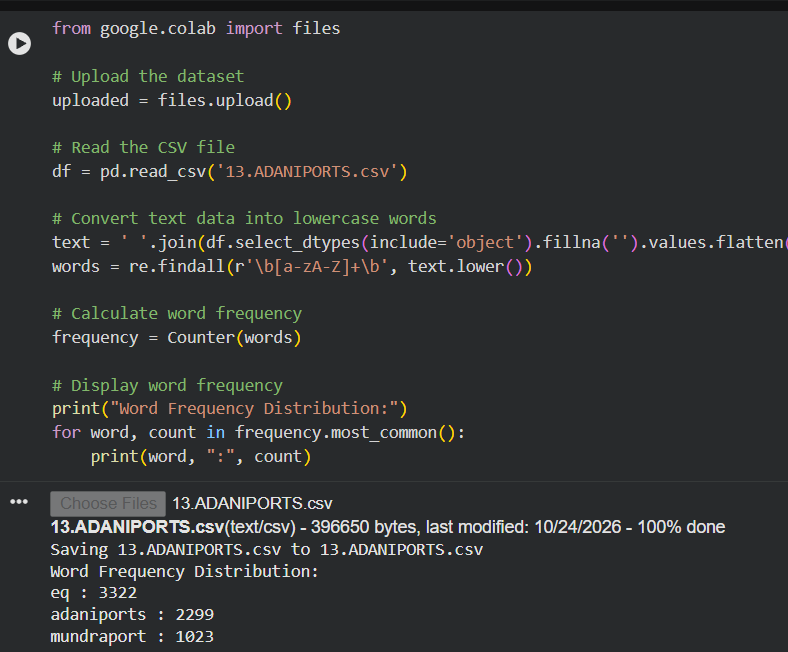 from google.colab import files
# Upload the dataset
uploaded = files.upload()
# Read the CSV file
df = pd.read_csv('13.ADANIPORTS.csv')
# Convert text data into lowercase words
text = ' '.join(df.select_dtypes(include='object').fillna('').values.flatten(
words = re.findall(r'\b[a-zA-Z]+\b', text.lower())
# Calculate word frequency
frequency = Counter(words)
# Display word frequency
print("Word Frequency Distribution:")
for word, count in frequency.most_common():
    print(word, ":", count)
Choose Files 13.ADANIPORTS.csv
13.ADANIPORTS.csv(text/csv) - 396650 bytes, last modified: 10/24/2026 - 100% done
Saving 13.ADANIPORTS.csv to 13.ADANIPORTS.csv
Word Frequency Distribution:
eq : 3322
adaniports : 2299
mundraport : 1023